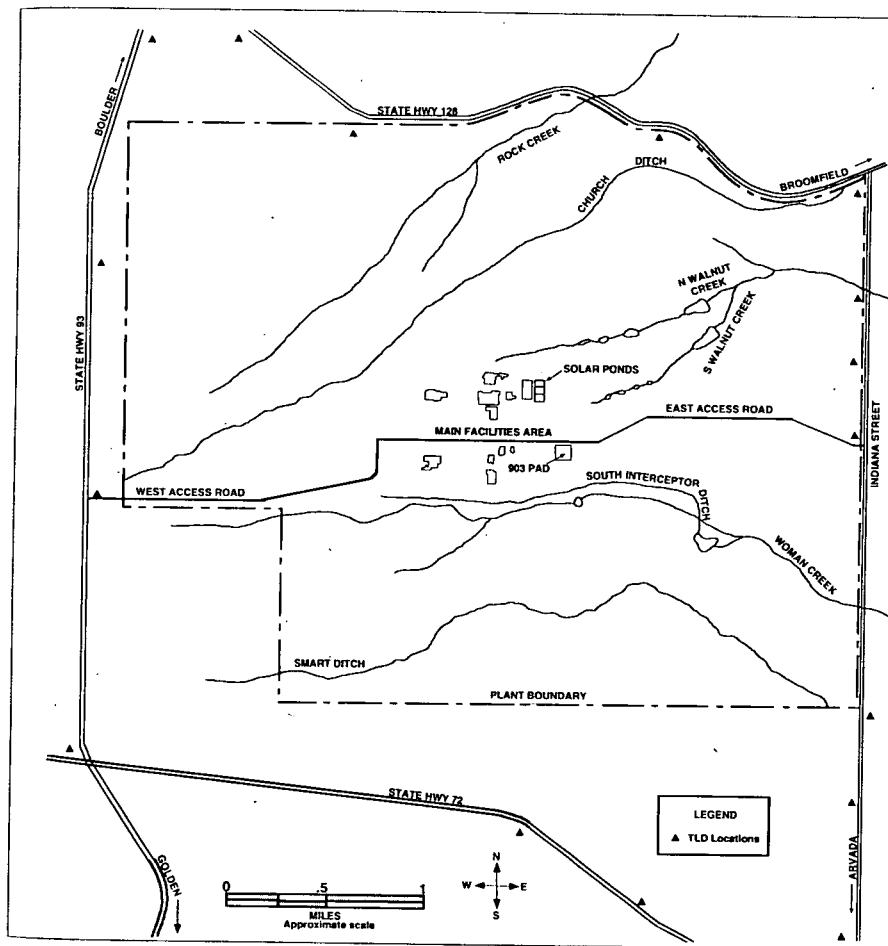 STATE HWY 128
BOULDER
ROCK CREEK
DITCH
BROOMFIELD
CHURCH
N WALNUT
CREEK
S WALNUT CREEK
STATE HWY 93
SOLAR PONDS
EAST ACCESS ROAD
MAIN FACILITIES AREA
INDIANA STREET
903 PAD
WEST ACCESS ROAD
SOUTH INTERCEPTOR
DITCH
WOMAN CREEK
SMART DITCH
PLANT BOUNDARY
STATE HWY 72
LEGEND
▲ TLD Locations
GOLDEN
ARVADA
0 .5 1
MILES
Approximate scale
N
W E
S